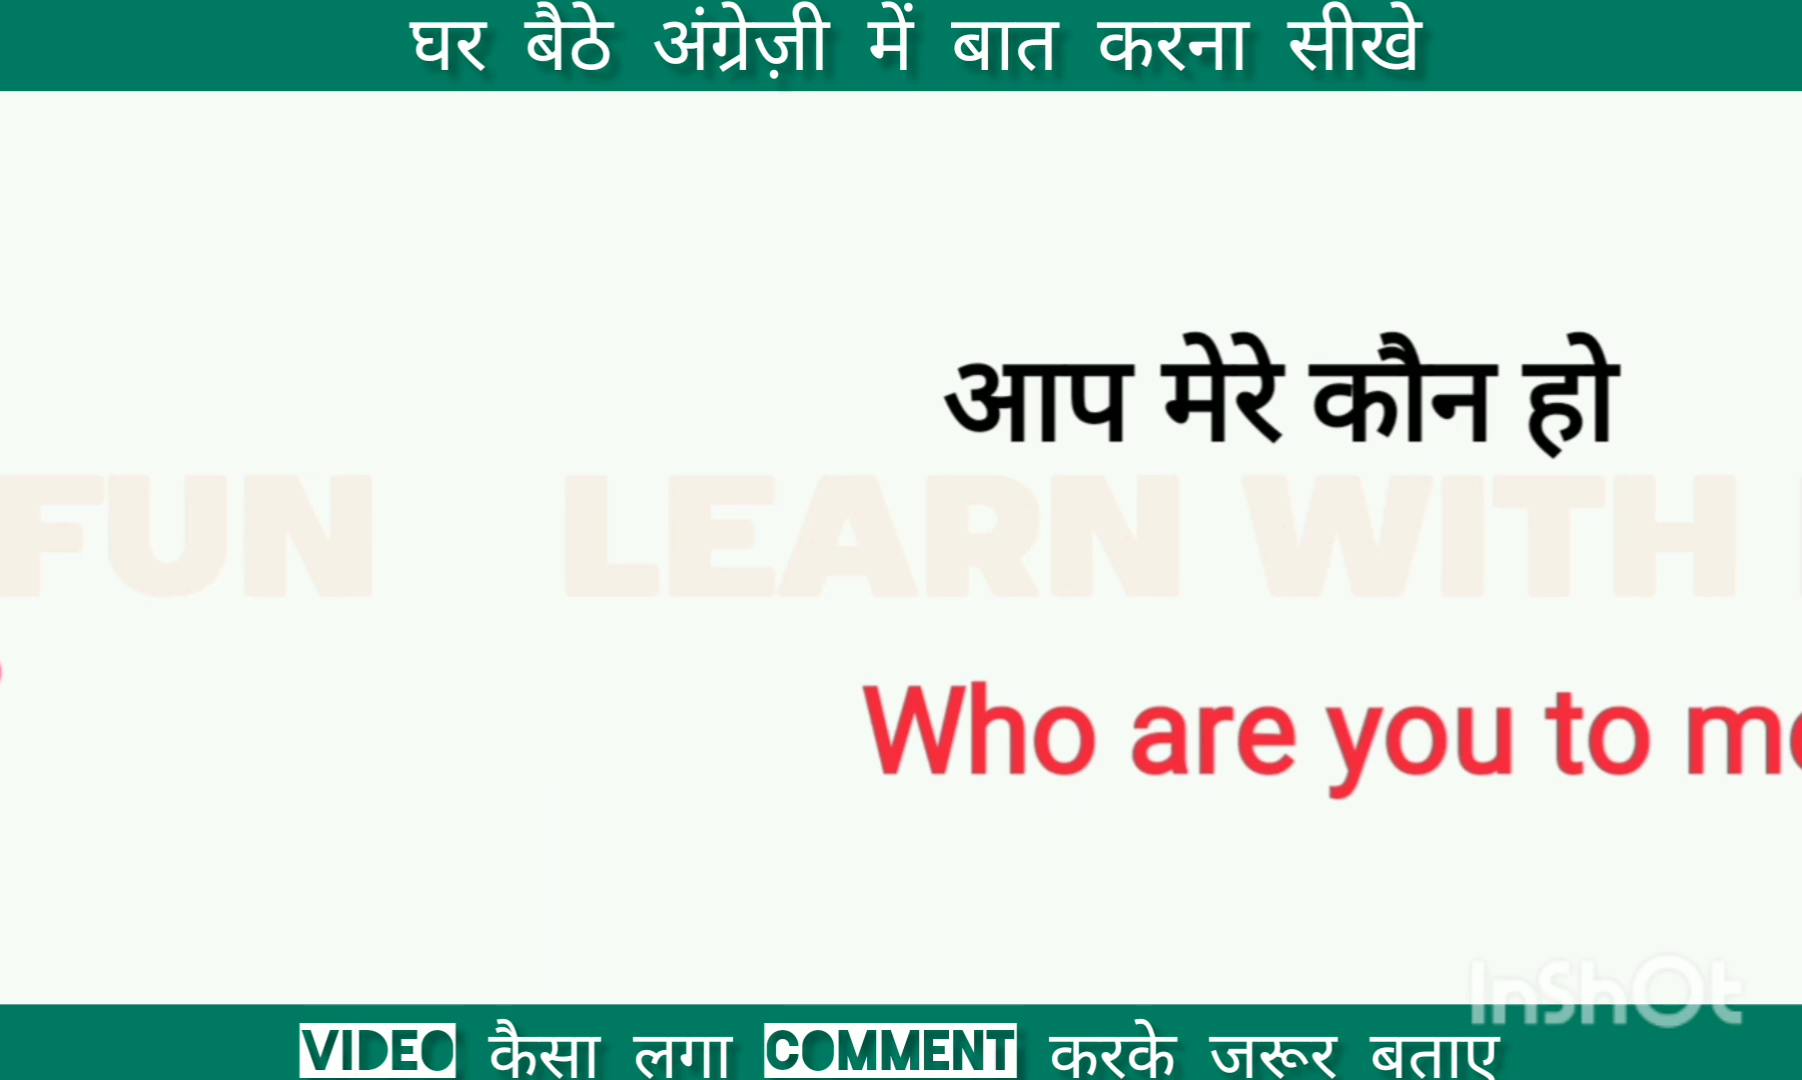 घर बैठे अंग्रेज़ी में बात करना सीखे
आप मेरे कौन हो
FUN LEARN WITH
Who are you to
InShOt
VIDEO कैसा लगा COMMENT करके जरूर बताए